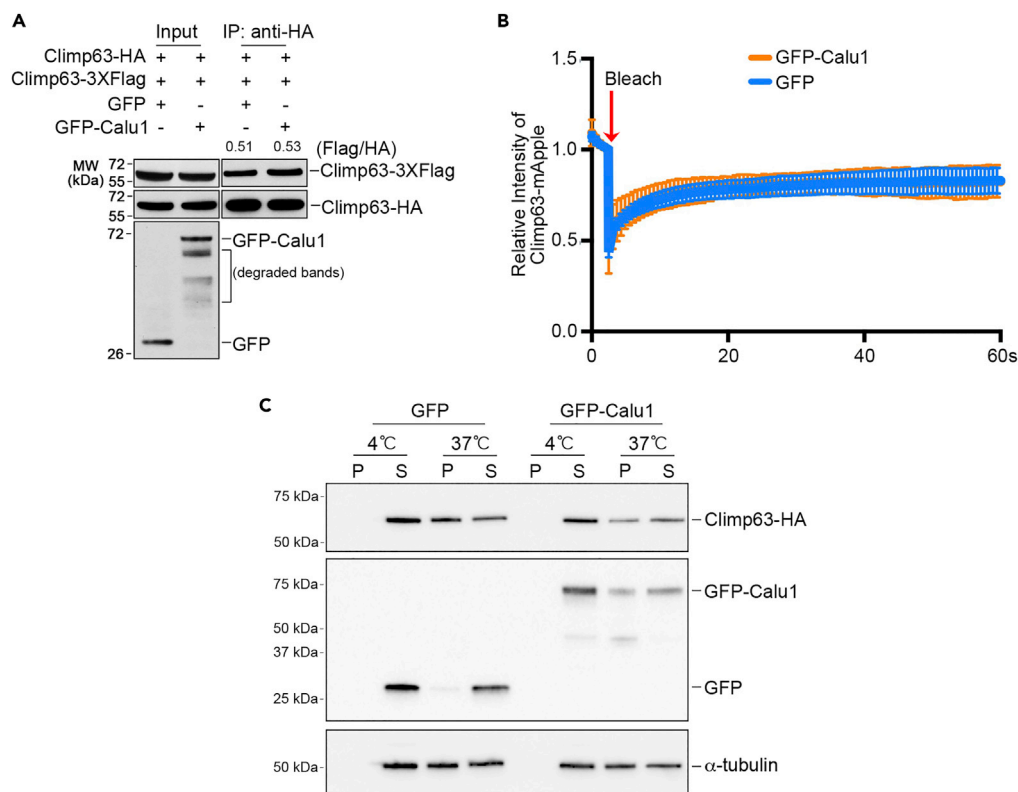 A
Input IP: anti-HA
Climp63-HA + + + +
Climp63-3XFlag + + + +
GFP + - + -
GFP-Calu1 - + - +
0.51 0.53 (Flag/HA)
MW (kDa)
72
55
Climp63-3XFlag
72
55
Climp63-HA
72
GFP-Calu1
(degraded bands)
GFP
26
B
Relative Intensity of
Climp63-mApple
1.5
1.0
0.5
0.0
Bleach
GFP-Calu1
GFP
0 20 40 60s
C
GFP GFP-Calu1
4℃ 37℃ 4℃ 37℃
P S P S P S P S
75 kDa
Climp63-HA
50 kDa
75 kDa
GFP-Calu1
50 kDa
37 kDa
GFP
25 kDa
50 kDa
α-tubulin